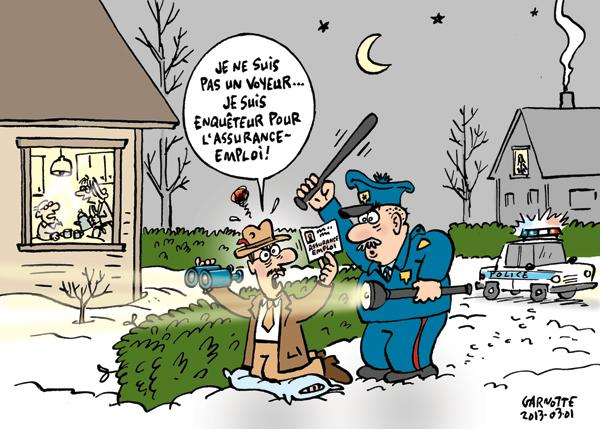 JE NE SUIS
PAS UN VOYEUR...
JE SUIS
ENQUÊTEUR POUR
L'ASSURANCE-
EMPLOI!
ASSURANCE
EMPLOI
POLICE
GARNOTTE
2013-03-01